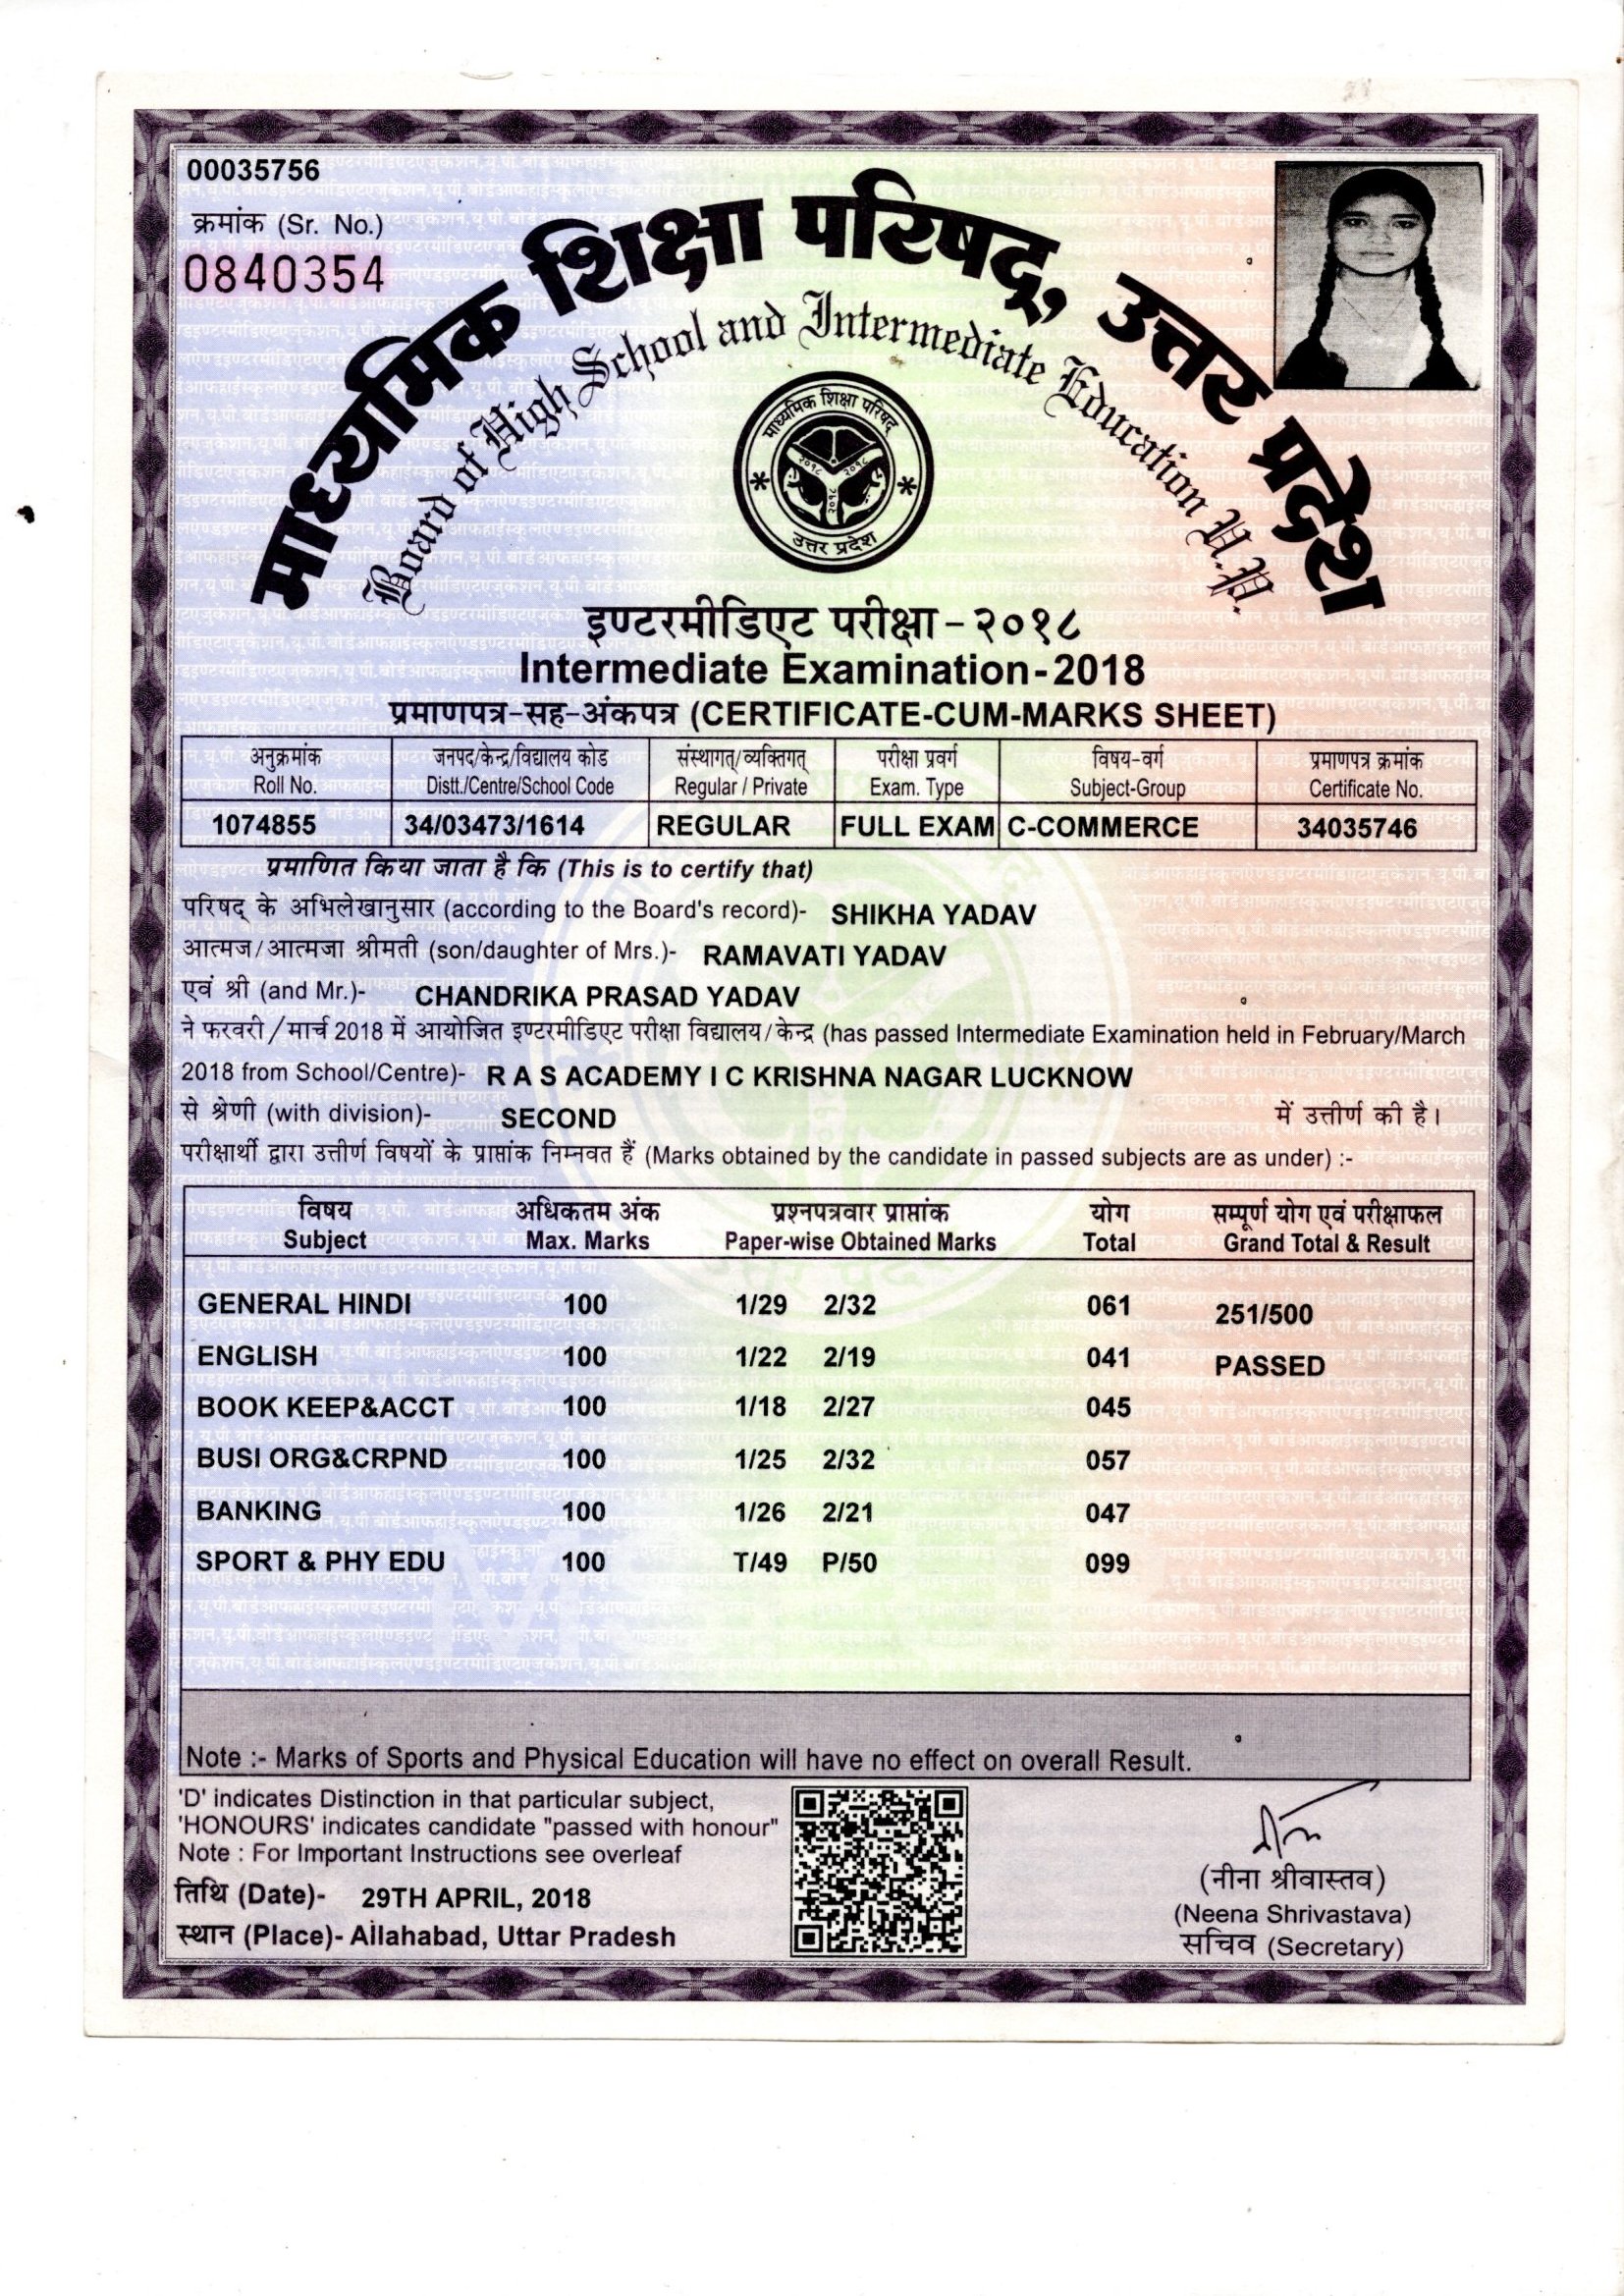 00035756
क्रमांक (Sr. No.)
0840354
माध्यमिक शिक्षा परिषद्, उत्तर प्रदेश
Board of High School and Intermediate Education U.P.
माध्यमिक शिक्षा परिषद्
२०१८ २०१८
२०१८
उत्तर प्रदेश
इण्टरमीडिएट परीक्षा - २०१८
Intermediate Examination - 2018
प्रमाणपत्र-सह-अंकपत्र (CERTIFICATE-CUM-MARKS SHEET)
अनुक्रमांक जनपद/केन्द्र/विद्यालय कोड संस्थागत्/व्यक्तिगत् परीक्षा प्रवर्ग विषय-वर्ग प्रमाणपत्र क्रमांक
Roll No. Distt./Centre/School Code Regular / Private Exam. Type Subject-Group Certificate No.
1074855 34/03473/1614 REGULAR FULL EXAM C-COMMERCE 34035746
प्रमाणित किया जाता है कि (This is to certify that)
परिषद् के अभिलेखानुसार (according to the Board's record)- SHIKHA YADAV
आत्मज/आत्मजा श्रीमती (son/daughter of Mrs.)- RAMAVATI YADAV
एवं श्री (and Mr.)- CHANDRIKA PRASAD YADAV
ने फरवरी/मार्च 2018 में आयोजित इण्टरमीडिएट परीक्षा विद्यालय/केन्द्र (has passed Intermediate Examination held in February/March
2018 from School/Centre)- R A S ACADEMY I C KRISHNA NAGAR LUCKNOW
से श्रेणी (with division)- SECOND में उत्तीर्ण की है।
परीक्षार्थी द्वारा उत्तीर्ण विषयों के प्राप्तांक निम्नवत हैं (Marks obtained by the candidate in passed subjects are as under) :-
विषय अधिकतम अंक प्रश्नपत्रवार प्राप्तांक योग सम्पूर्ण योग एवं परीक्षाफल
Subject Max. Marks Paper-wise Obtained Marks Total Grand Total & Result
GENERAL HINDI 100 1/29 2/32 061 251/500
ENGLISH 100 1/22 2/19 041 PASSED
BOOK KEEP&ACCT 100 1/18 2/27 045
BUSI ORG&CRPND 100 1/25 2/32 057
BANKING 100 1/26 2/21 047
SPORT & PHY EDU 100 T/49 P/50 099
Note :- Marks of Sports and Physical Education will have no effect on overall Result.
'D' indicates Distinction in that particular subject,
'HONOURS' indicates candidate "passed with honour"
Note : For Important Instructions see overleaf
तिथि (Date)- 29TH APRIL, 2018
स्थान (Place)- Allahabad, Uttar Pradesh
(नीना श्रीवास्तव)
(Neena Shrivastava)
सचिव (Secretary)